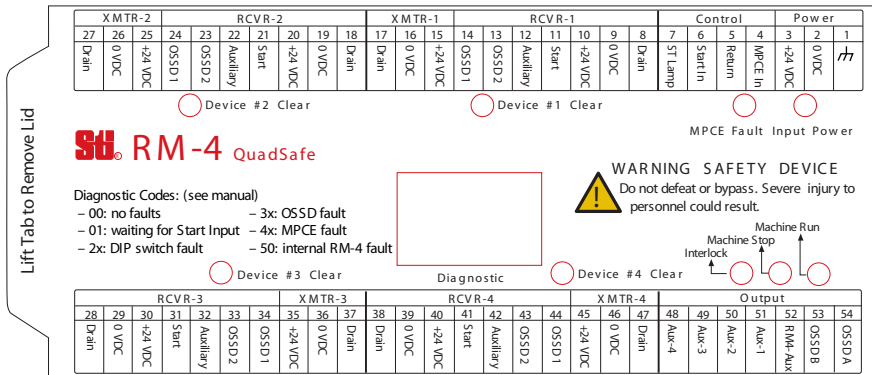 XMTR-2 RCVR-2 XMTR-1 RCVR-1 Control Power
27 26 25 24 23 22 21 20 19 18 17 16 15 14 13 12 11 10 9 8 7 6 5 4 3 2 1
Drain 0 VDC +24 VDC OSSD 1 OSSD 2 Auxiliary Start +24 VDC 0 VDC Drain Drain 0 VDC +24 VDC OSSD 1 OSSD 2 Auxiliary Start +24 VDC 0 VDC Drain ST Lamp Start In Return MPCE In +24 VDC 0 VDC
Device #2 Clear Device #1 Clear
MPCE Fault Input Power
Lift Tab to Remove Lid
Sti R RM-4 QuadSafe
WARNING SAFETY DEVICE
Do not defeat or bypass. Severe injury to
personnel could result.
!
Diagnostic Codes: (see manual)
– 00: no faults – 3x: OSSD fault
– 01: waiting for Start Input – 4x: MPCE fault
– 2x: DIP switch fault – 50: internal RM-4 fault
Machine Run
Machine Stop
Interlock
Device #3 Clear Diagnostic Device #4 Clear
RCVR-3 XMTR-3 RCVR-4 XMTR-4 Output
28 29 30 31 32 33 34 35 36 37 38 39 40 41 42 43 44 45 46 47 48 49 50 51 52 53 54
Drain 0 VDC +24 VDC Start Auxiliary OSSD 2 OSSD 1 +24 VDC 0 VDC Drain Drain 0 VDC +24 VDC Start Auxiliary OSSD 2 OSSD 1 +24 VDC 0 VDC Drain Aux-4 Aux-3 Aux-2 Aux-1 RM4-Aux OSSD B OSSD A